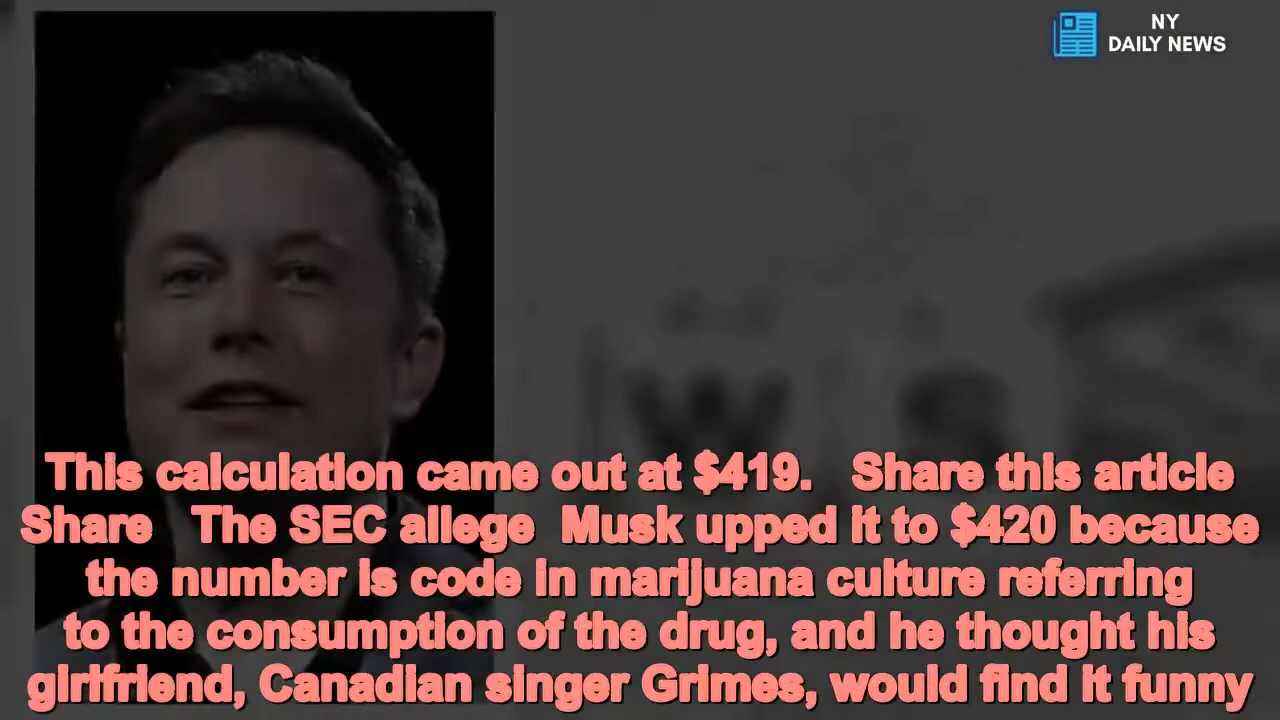 NY
DAILY NEWS
W S
This calculation came out at $419.   Share this article
Share   The SEC allege  Musk upped it to $420 because
the number is code in marijuana culture referring
to the consumption of the drug, and he thought his
girlfriend, Canadian singer Grimes, would find it funny